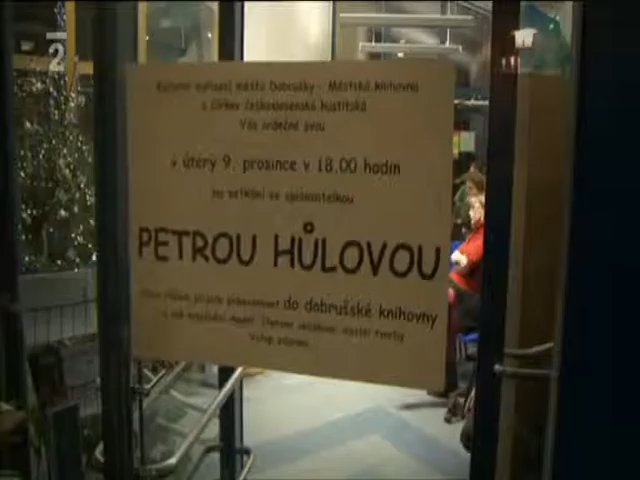 2
Kulturní zařízení města Dobrušky - Městská knihovna
a Církev československá husitská
Vás srdečně zvou
v úterý 9. prosince v 18.00 hodin
na setkání se spisovatelkou
PETROU HŮLOVOU
do dobrušské knihovny
Vstup zdarma